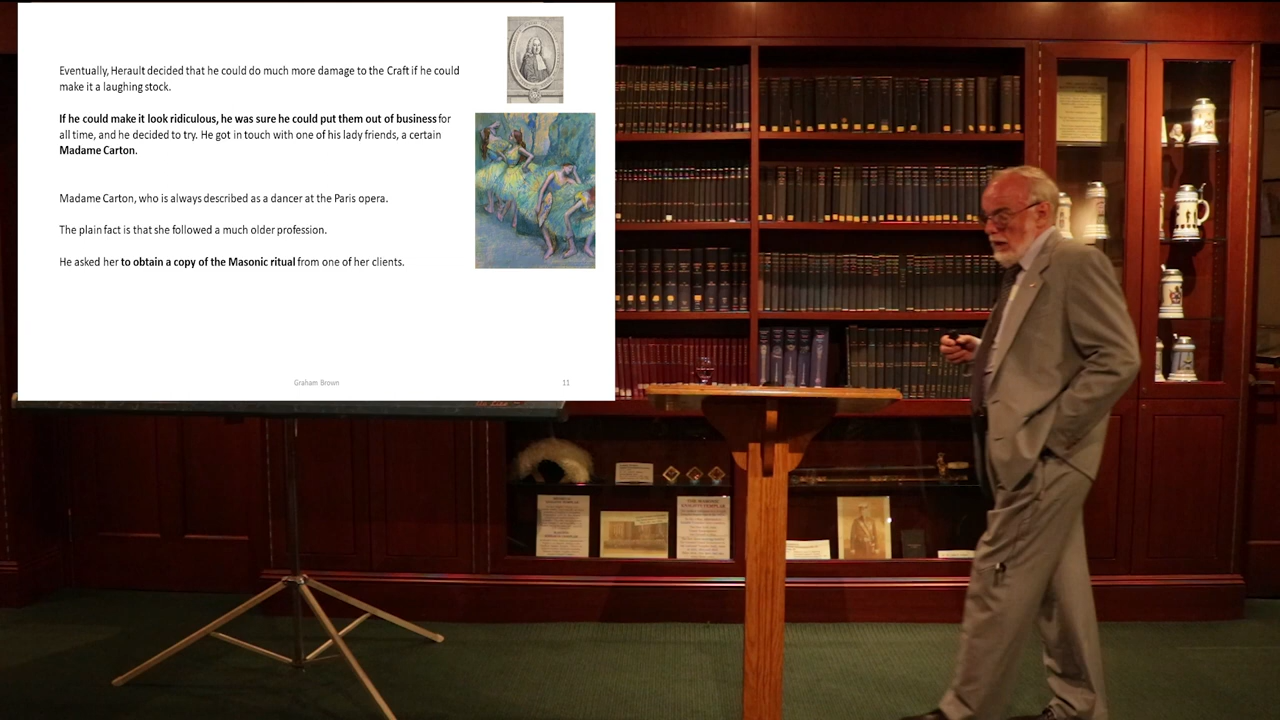 Eventually, Herault decided that he could do much more damage to the Craft if he could
make it a laughing stock.
If he could make it look ridiculous, he was sure he could put them out of business for
all time, and he decided to try. He got in touch with one of his lady friends, a certain
Madame Carton.
Madame Carton, who is always described as a dancer at the Paris opera.
The plain fact is that she followed a much older profession.
He asked her to obtain a copy of the Masonic ritual from one of her clients.
Graham Brown
11